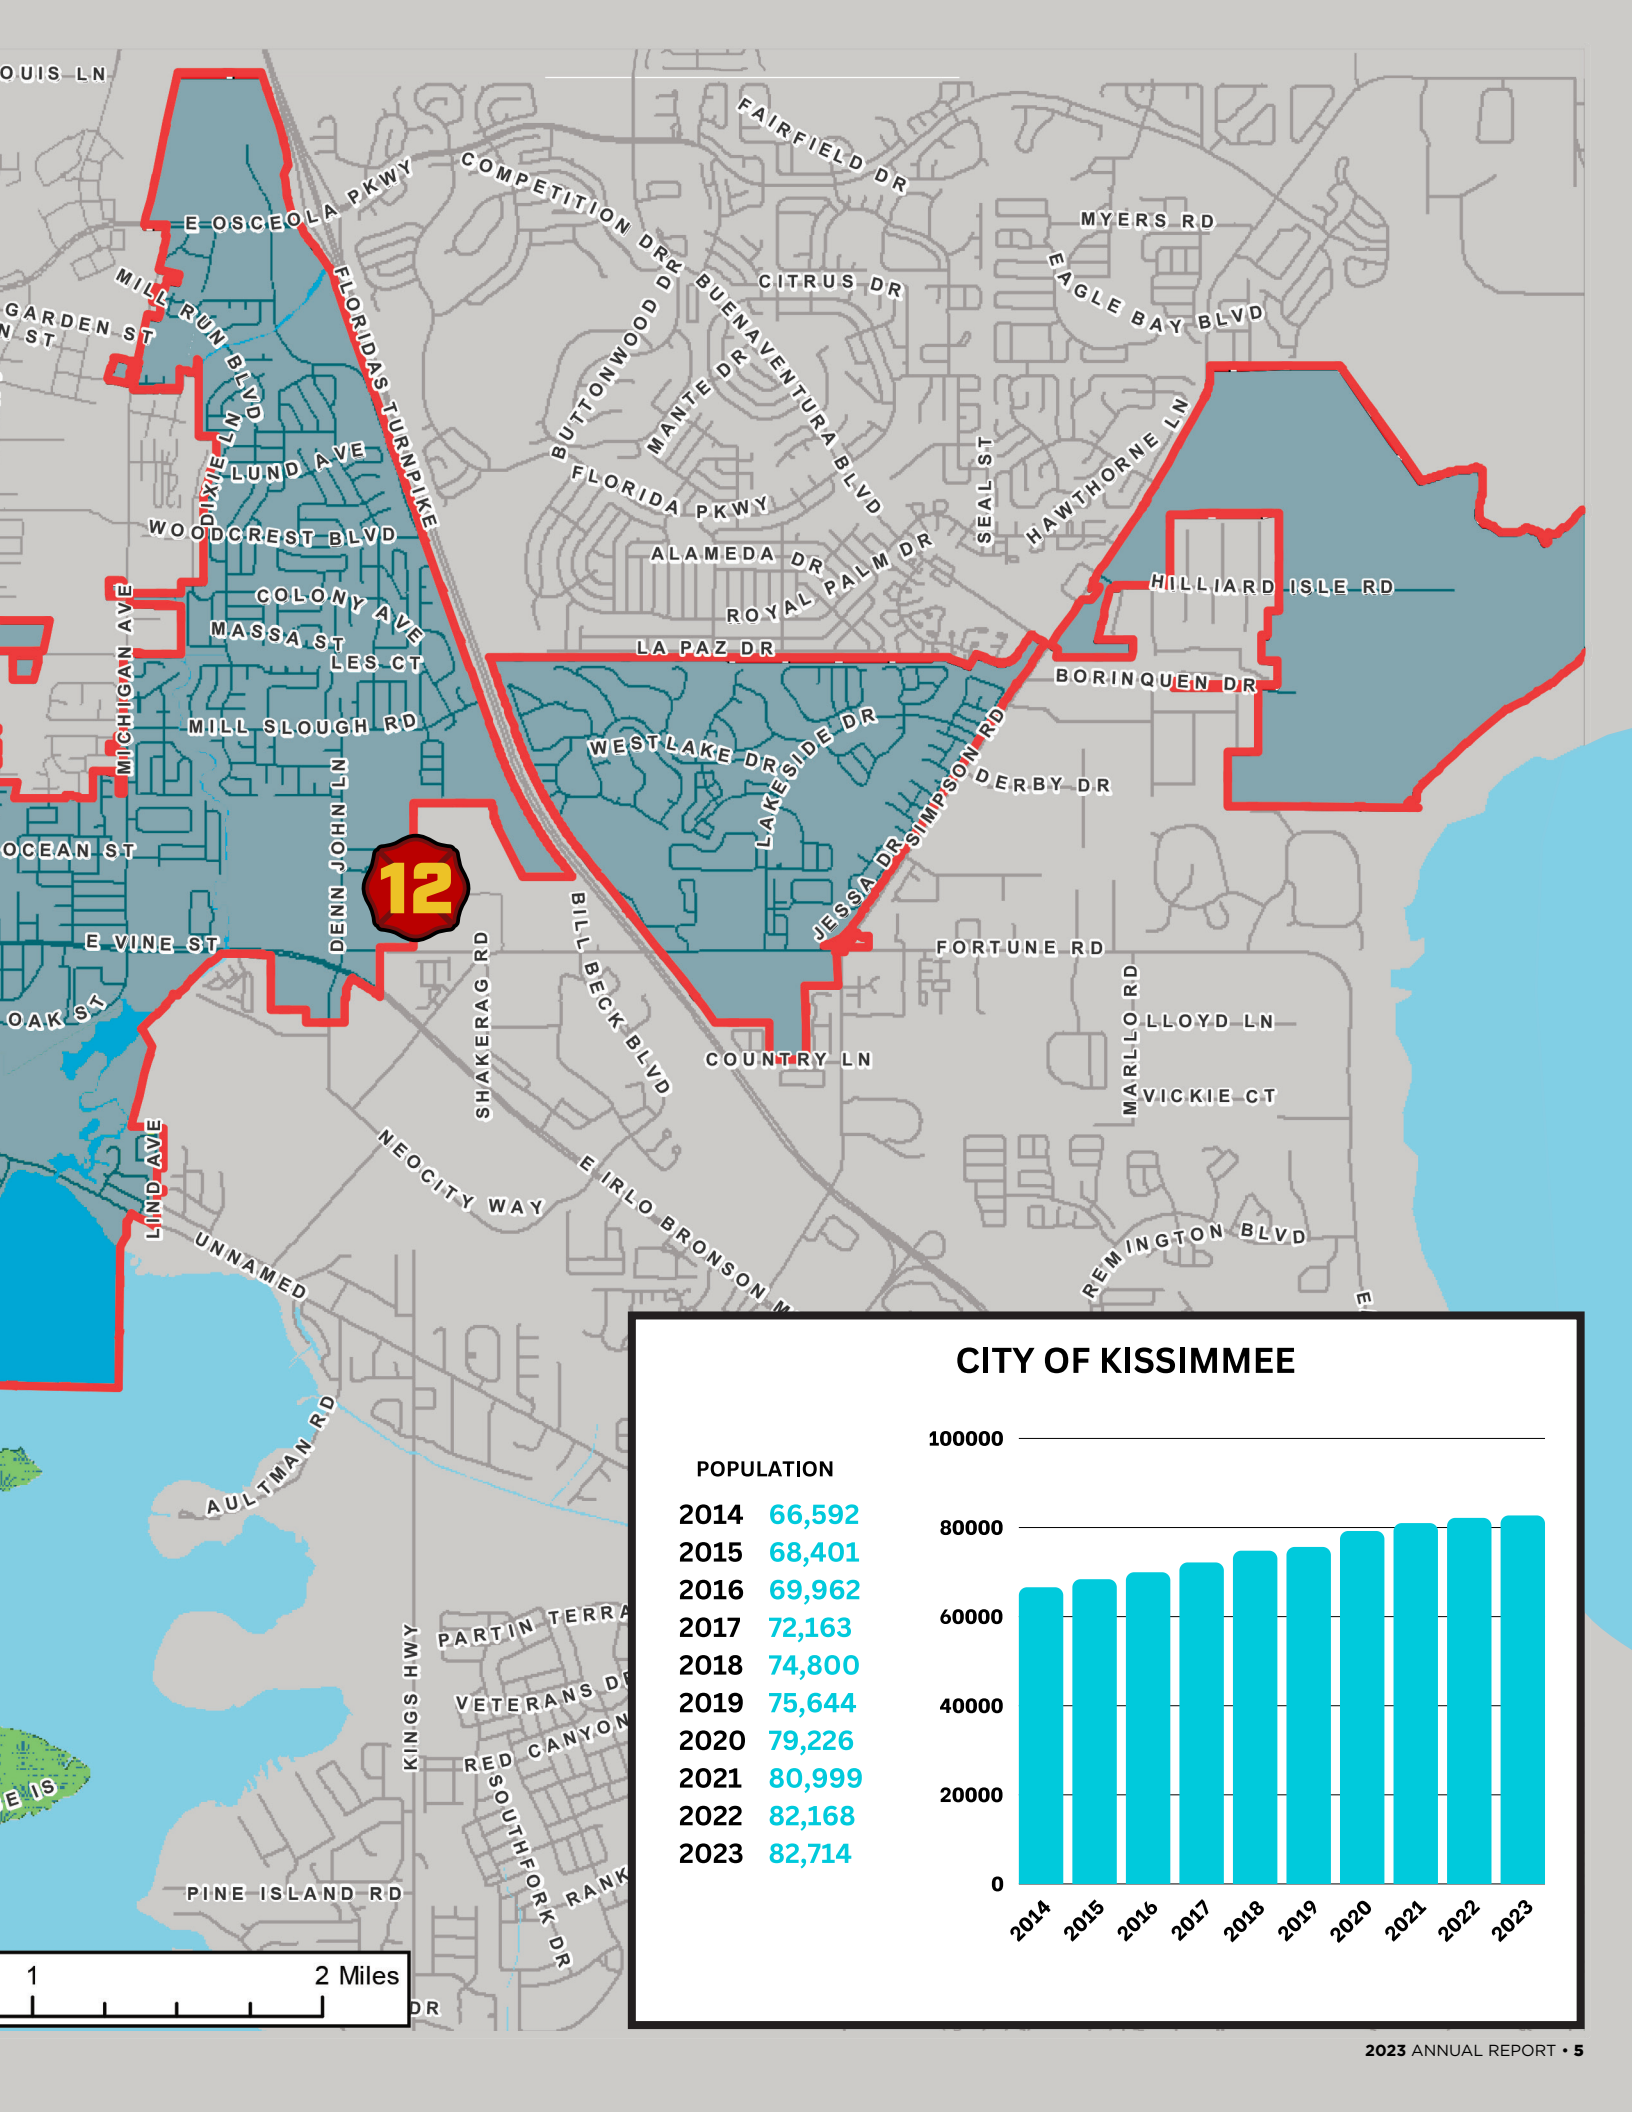 OUIS LN
FAIRFIELD DR
COMPETITION DR
E OSCEOLA PKWY
MYERS RD
EAGLE BAY BLVD
CITRUS DR
MILL RUN BLVD
GARDEN ST
N ST
FLORIDAS TURNPIKE
BUTTONWOOD DR
BUENAVENTURA BLVD
MANTE DR
HAWTHORNE LN
SEAL ST
DIXIE LN
LUND AVE
FLORIDA PKWY
WOODCREST BLVD
ALAMEDA DR
ROYAL PALM DR
HILLIARD ISLE RD
COLONY AVE
MICHIGAN AVE
MASSA ST
LES CT
LA PAZ DR
BORINQUEN DR
MILL SLOUGH RD
WESTLAKE DR
LAKESIDE DR
SIMPSON RD
DERBY DR
DENN JOHN LN
OCEAN ST
12
JESSA DR
E VINE ST
BILL BECK BLVD
SHAKERAG RD
FORTUNE RD
MARLLO RD
OAK ST
LLOYD LN
COUNTRY LN
VICKIE CT
LIND AVE
NEOCITY WAY
E IRLO BRONSON M
UNNAMED
REMINGTON BLVD
E
AULTMAN RD
KINGS HWY
PARTIN TERRA
VETERANS DR
RED CANYON
SOUTHFORK DR
RANK
E IS
PINE ISLAND RD
DR
1 2 Miles
CITY OF KISSIMMEE
POPULATION
2014 66,592
2015 68,401
2016 69,962
2017 72,163
2018 74,800
2019 75,644
2020 79,226
2021 80,999
2022 82,168
2023 82,714
100000
80000
60000
40000
20000
0
2014 2015 2016 2017 2018 2019 2020 2021 2022 2023
2023 ANNUAL REPORT • 5